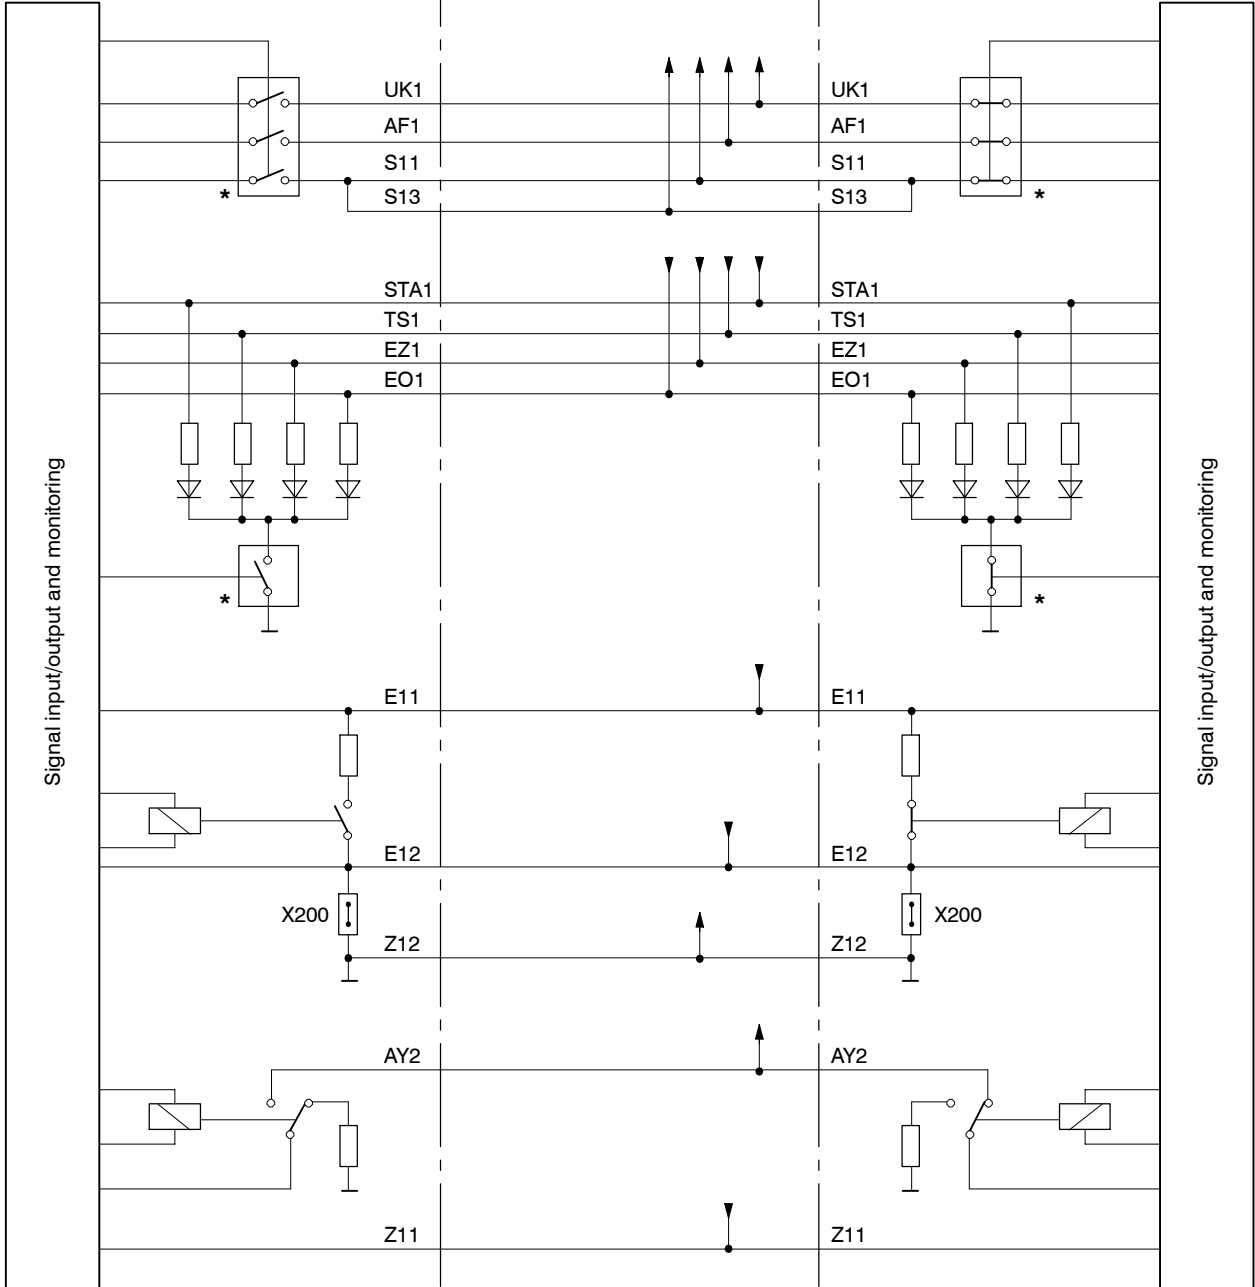 UK1 UK1
AF1 AF1
S11 S11
* S13 S13 *
STA1 STA1
TS1 TS1
EZ1 EZ1
EO1 EO1
Signal input/output and monitoring
Signal input/output and monitoring
* *
E11 E11
E12 E12
X200 X200
Z12 Z12
AY2 AY2
Z11 Z11